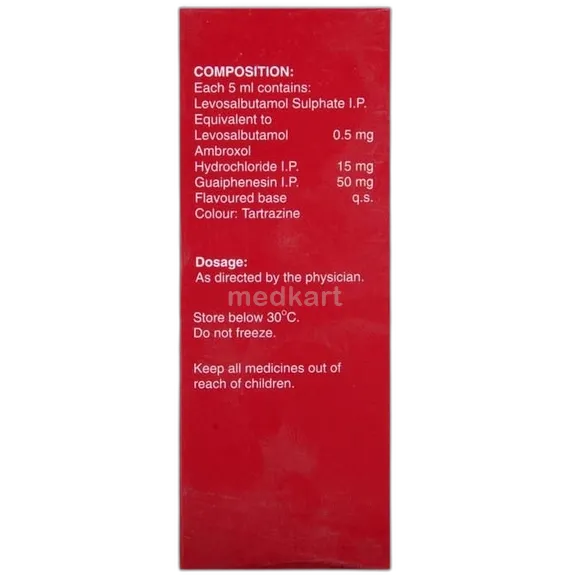 COMPOSITION:
Each 5 ml contains:
Levosalbutamol Sulphate I.P.
Equivalent to
Levosalbutamol 0.5 mg
Ambroxol
Hydrochloride I.P. 15 mg
Guaiphenesin I.P. 50 mg
Flavoured base q.s.
Colour: Tartrazine
Dosage:
As directed by the physician.
medkart
Store below 30°C.
Do not freeze.
Keep all medicines out of
reach of children.